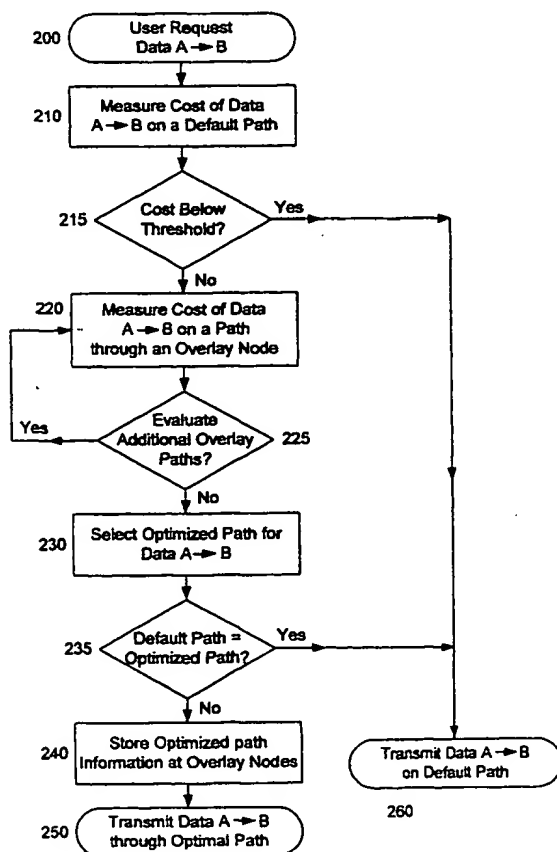 200
User Request
Data A → B
210
Measure Cost of Data
A → B on a Default Path
215
Cost Below
Threshold?
Yes
No
220
Measure Cost of Data
A → B on a Path
through an Overlay Node
Yes
Evaluate
Additional Overlay
Paths?
225
No
230
Select Optimized Path for
Data A → B
235
Default Path =
Optimized Path?
Yes
No
240
Store Optimized path
Information at Overlay Nodes
Transmit Data A → B
on Default Path
260
250
Transmit Data A → B
through Optimal Path